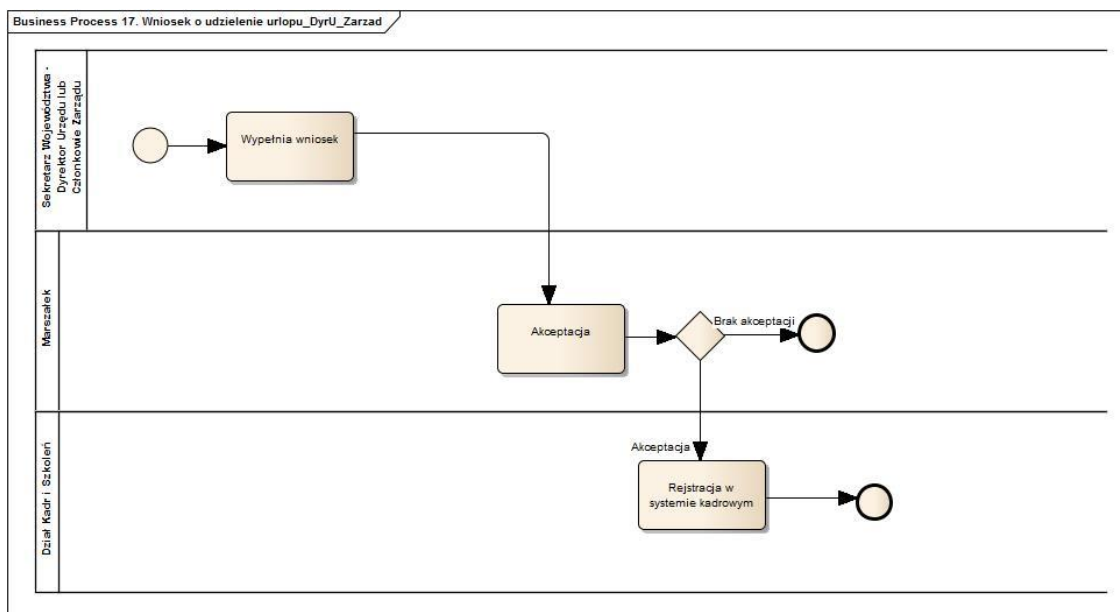 Business Process 17. Wniosek o udzielenie urlopu_DyrU_Zarzad
Sekretarz Województwa -
Dyrektor Urzędu lub
Członkowie Zarządu
Wypełnia wniosek
Marszałek
Akceptacja
Brak akceptacji
Dział Kadr i Szkoleń
Akceptacja
Rejstracja w
systemie kadrowym